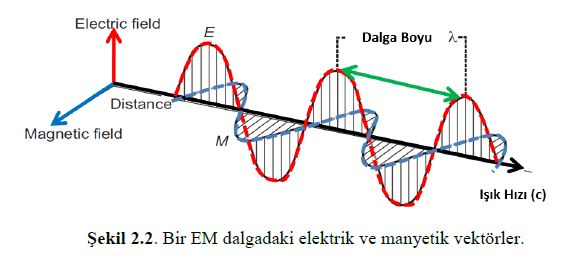 Electric field
E
Dalga Boyu λ
Distance
Magnetic field
M
Işık Hızı (c)
Şekil 2.2. Bir EM dalgadaki elektrik ve manyetik vektörler.